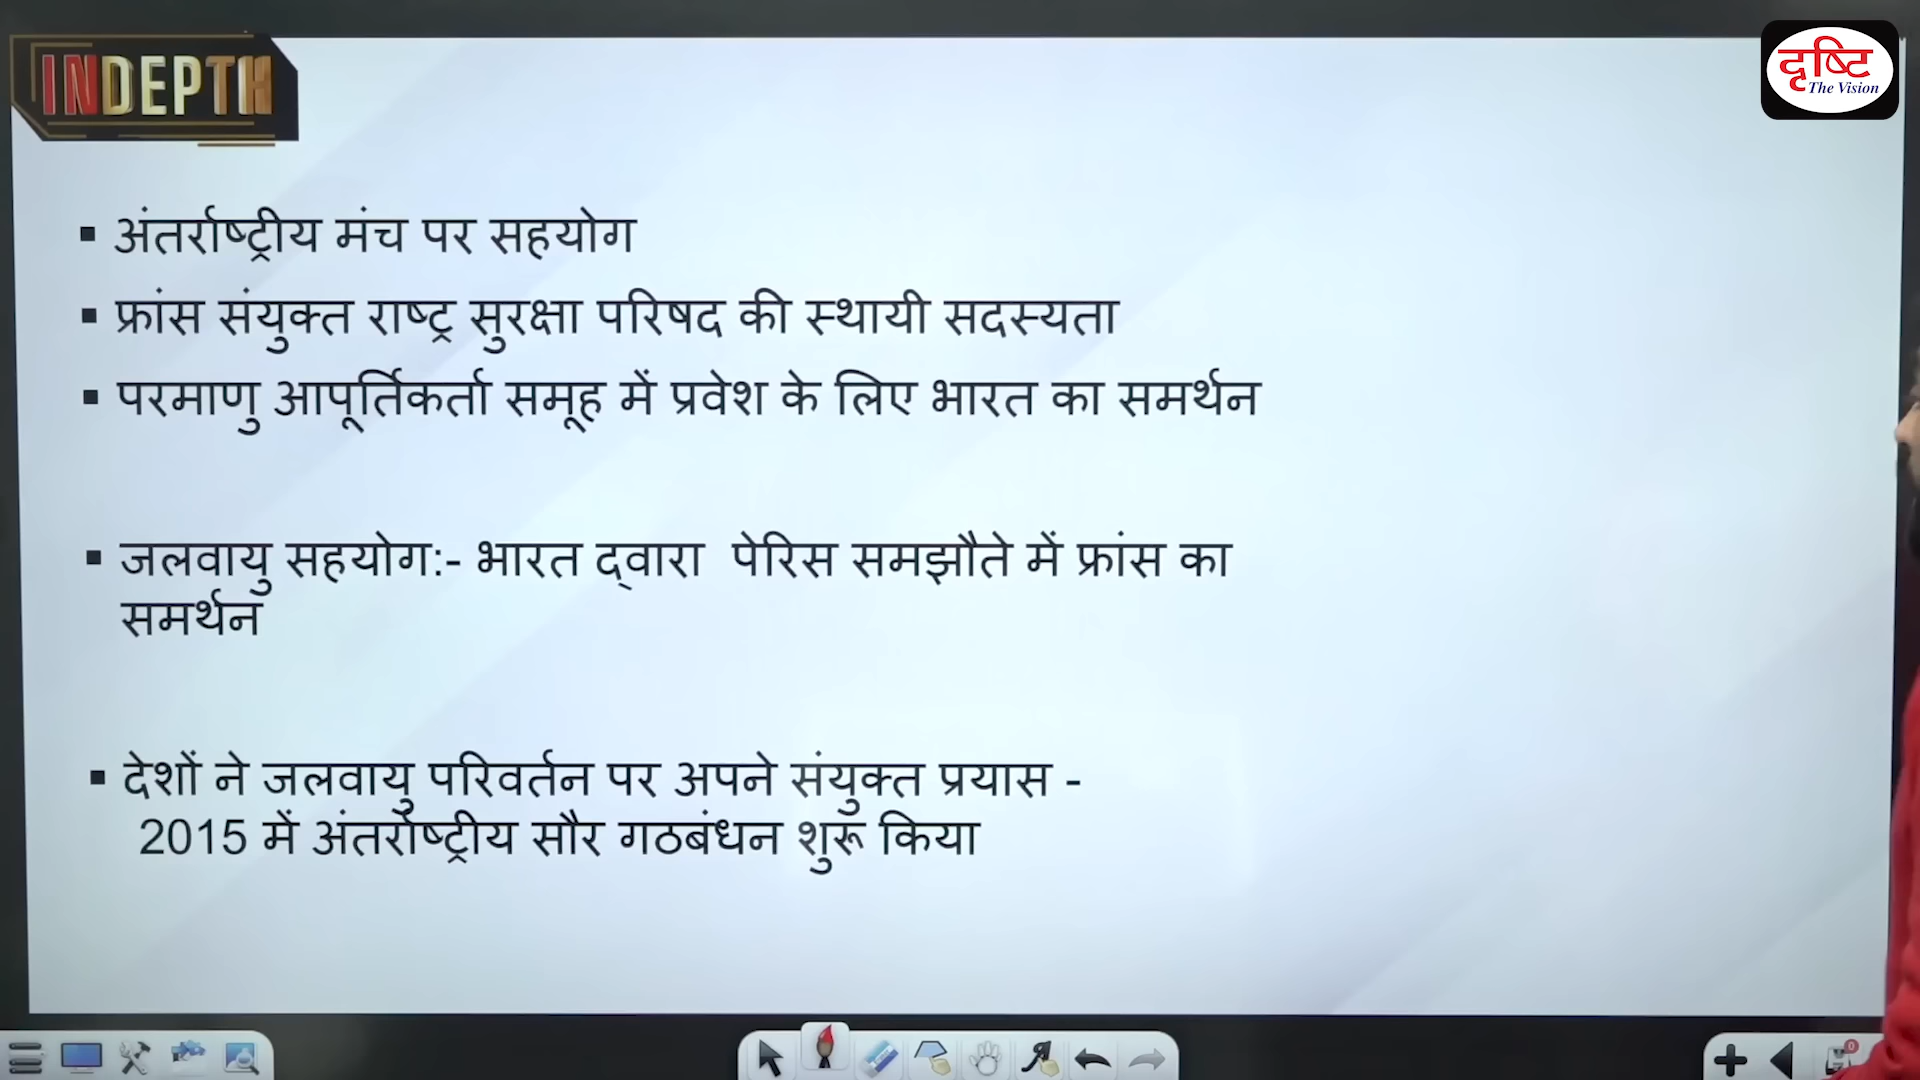 INDEPTH
दृष्टि
The Vision
▪ अंतर्राष्ट्रीय मंच पर सहयोग
▪ फ्रांस संयुक्त राष्ट्र सुरक्षा परिषद की स्थायी सदस्यता
▪ परमाणु आपूर्तिकर्ता समूह में प्रवेश के लिए भारत का समर्थन
▪ जलवायु सहयोग:- भारत द्वारा पेरिस समझौते में फ्रांस का
समर्थन
▪ देशों ने जलवायु परिवर्तन पर अपने संयुक्त प्रयास -
2015 में अंतर्राष्ट्रीय सौर गठबंधन शुरू किया